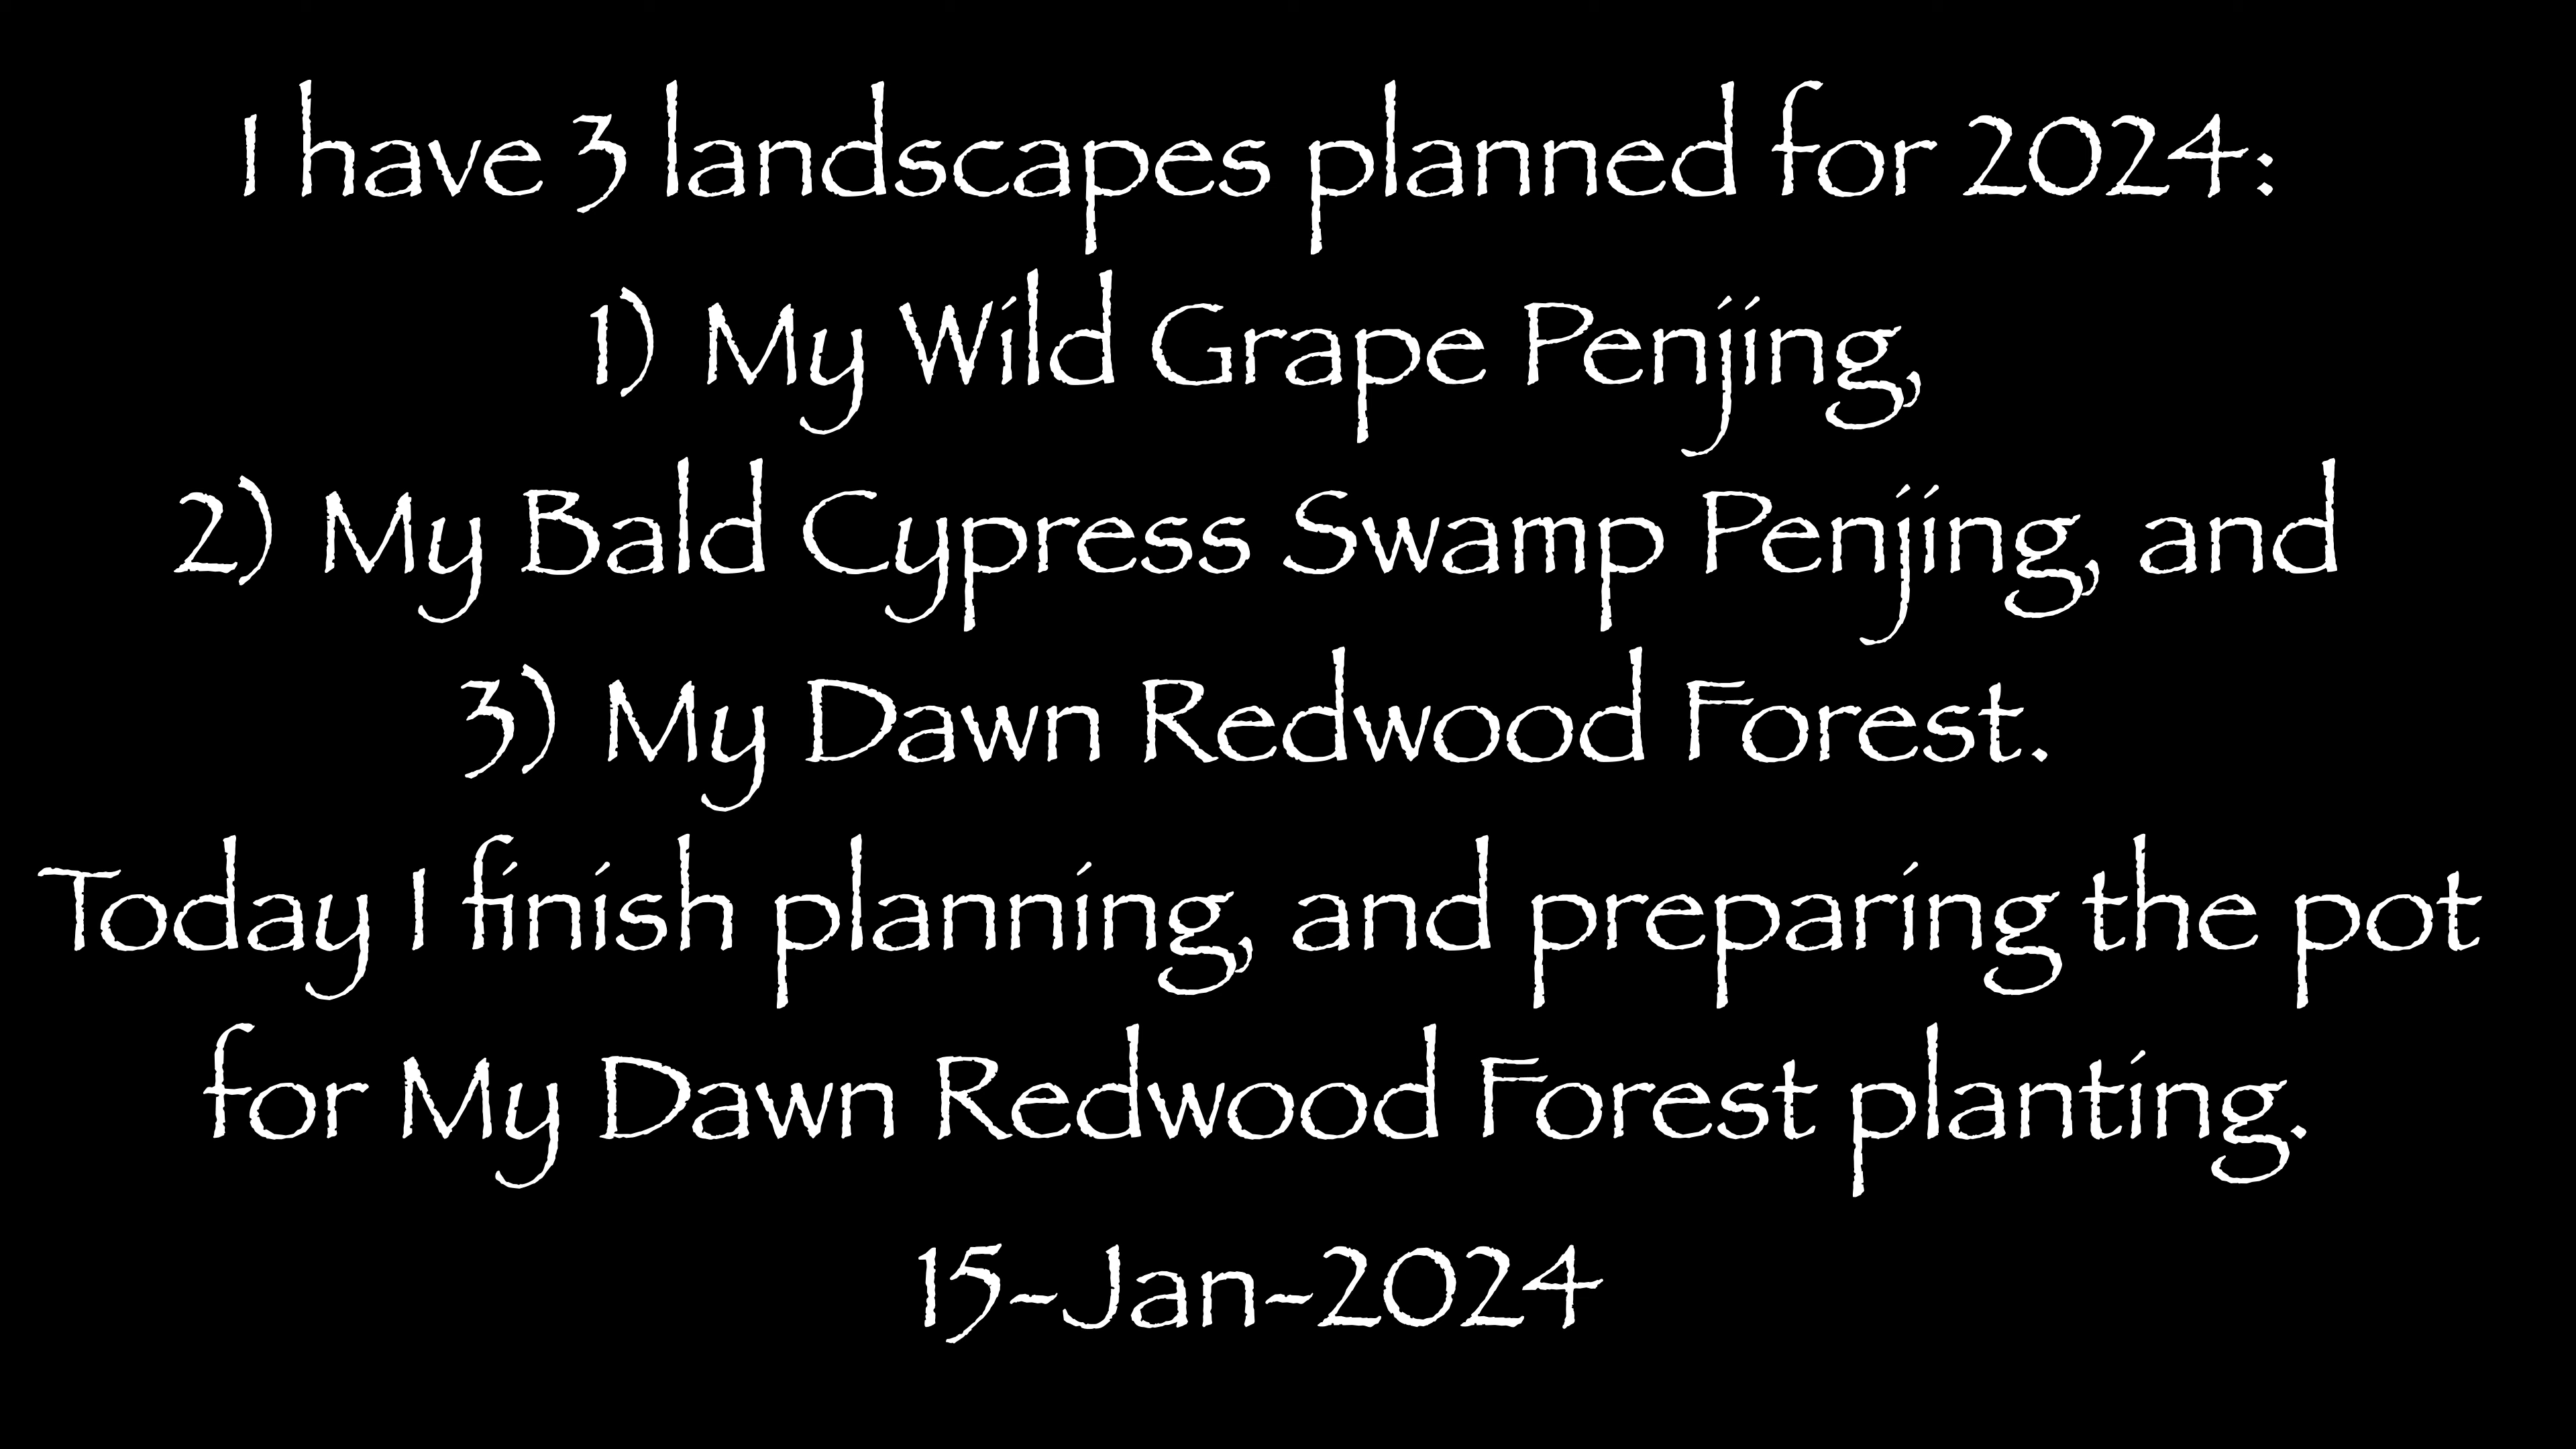 I have 3 landscapes planned for 2024:
1) My Wild Grape Penjing,
2) My Bald Cypress Swamp Penjing, and
3) My Dawn Redwood Forest.
Today I finish planning, and preparing the pot
for My Dawn Redwood Forest planting.
15-Jan-2024